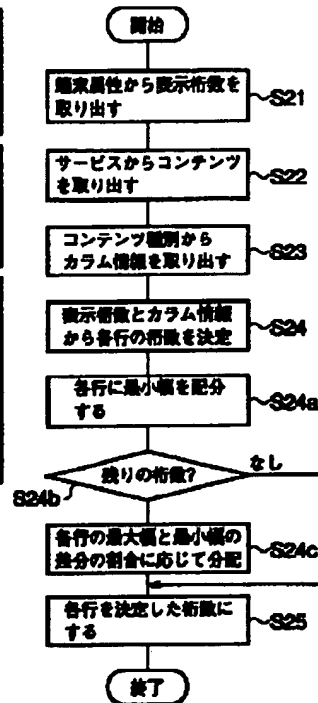 開始
端末属性から表示桁数を
取り出す
S21
サービスからコンテンツ
を取り出す
S22
コンテンツ種別から
カラム情報を取り出す
S23
表示桁数とカラム情報
から各行の桁数を決定
S24
各行に最小幅を配分
する
S24a
残りの桁数?
なし
S24b
各行の最大幅と最小幅の
差分の割合に応じて分配
S24c
各行を決定した桁数に
する
S25
終了